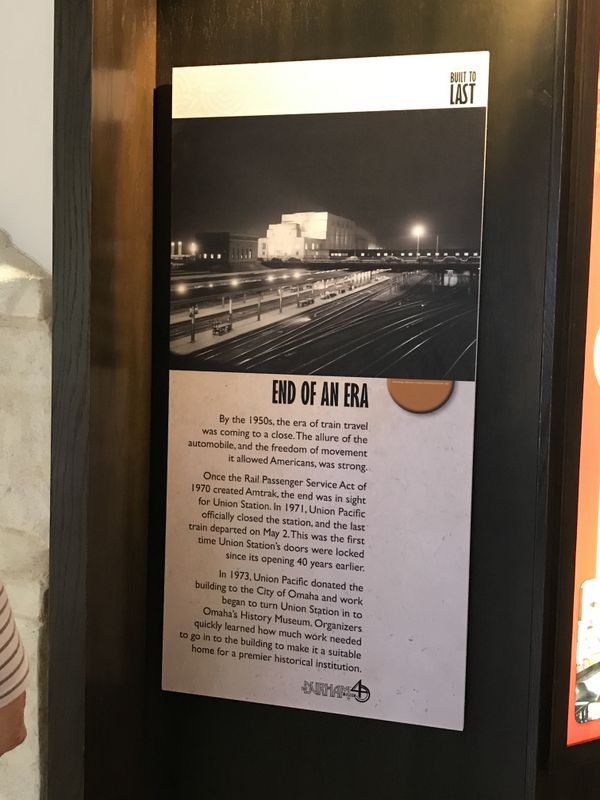 BUILT TO
LAST
END OF AN ERA
By the 1950s, the era of train travel
was coming to a close. The allure of the
automobile, and the freedom of movement
it allowed Americans, was strong.
Once the Rail Passenger Service Act of
1970 created Amtrak, the end was in sight
for Union Station. In 1971, Union Pacific
officially closed the station, and the last
train departed on May 2. This was the first
time Union Station's doors were locked
since its opening 40 years earlier.
In 1973, Union Pacific donated the
building to the City of Omaha and work
began to turn Union Station in to
Omaha's History Museum. Organizers
quickly learned how much work needed
to go in to the building to make it a suitable
home for a premier historical institution.
DURHAM
40